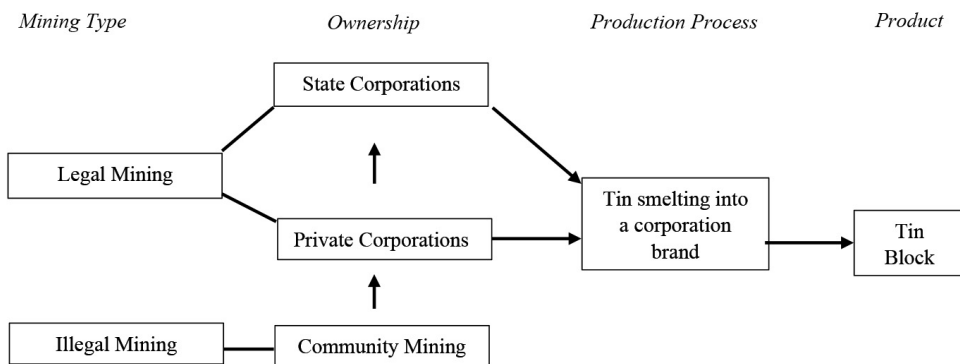 Mining Type
Ownership
Production Process
Product
State Corporations
Legal Mining
Private Corporations
Tin smelting into
a corporation
brand
Tin
Block
Illegal Mining
Community Mining